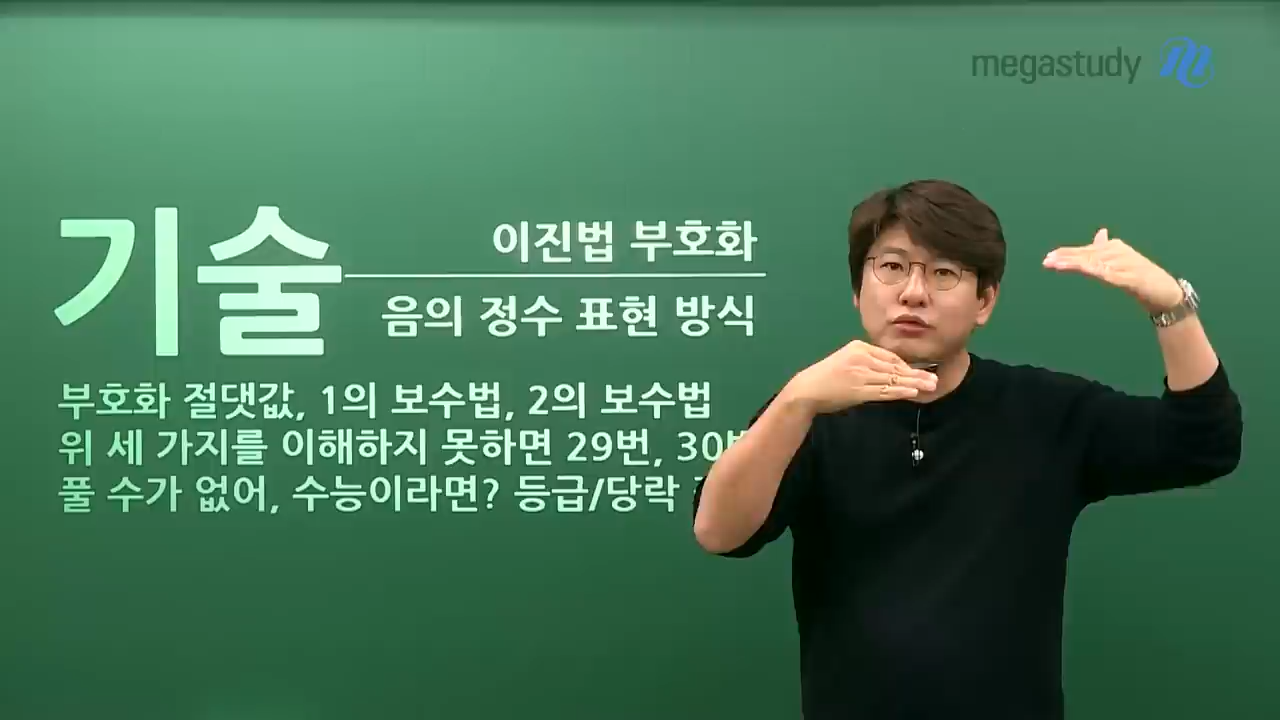 megastudy
기술
이진법 부호화
음의 정수 표현 방식
부호화 절댓값, 1의 보수법, 2의 보수법
위 세 가지를 이해하지 못하면 29번,
풀 수가 없어, 수능이라면? 등급/당락